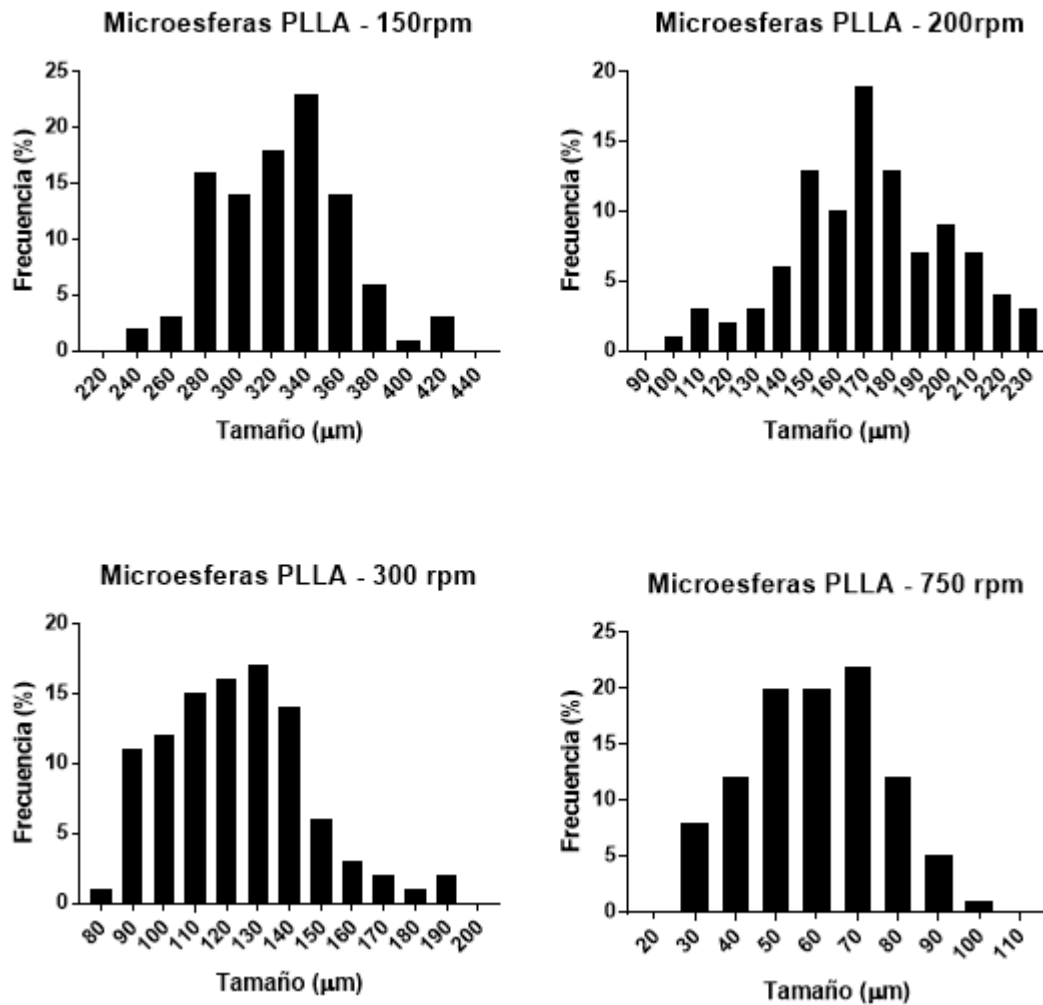 Microesferas PLLA - 150rpm
25
20
15
10
5
0
Frecuencia (%)
220 240 260 280 300 320 340 360 380 400 420 440
Tamaño (μm)
Microesferas PLLA - 200rpm
20
15
10
5
0
Frecuencia (%)
90 100 110 120 130 140 150 160 170 180 190 200 210 220 230
Tamaño (μm)
Microesferas PLLA - 300 rpm
20
15
10
5
0
Frecuencia (%)
80 90 100 110 120 130 140 150 160 170 180 190 200
Tamaño (μm)
Microesferas PLLA - 750 rpm
25
20
15
10
5
0
Frecuencia (%)
20 30 40 50 60 70 80 90 100 110
Tamaño (μm)